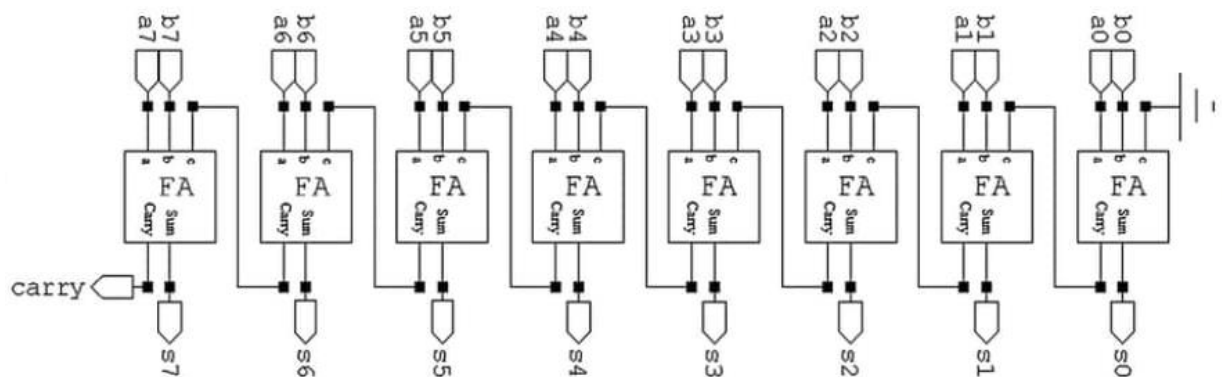 a7 b7 a6 b6 a5 b5 a4 b4 a3 b3 a2 b2 a1 b1 a0 b0
a b c a b c a b c a b c a b c a b c a b c a b c
FA FA FA FA FA FA FA FA
Carry Sum Carry Sum Carry Sum Carry Sum Carry Sum Carry Sum Carry Sum Carry Sum
carry
s7 s6 s5 s4 s3 s2 s1 s0